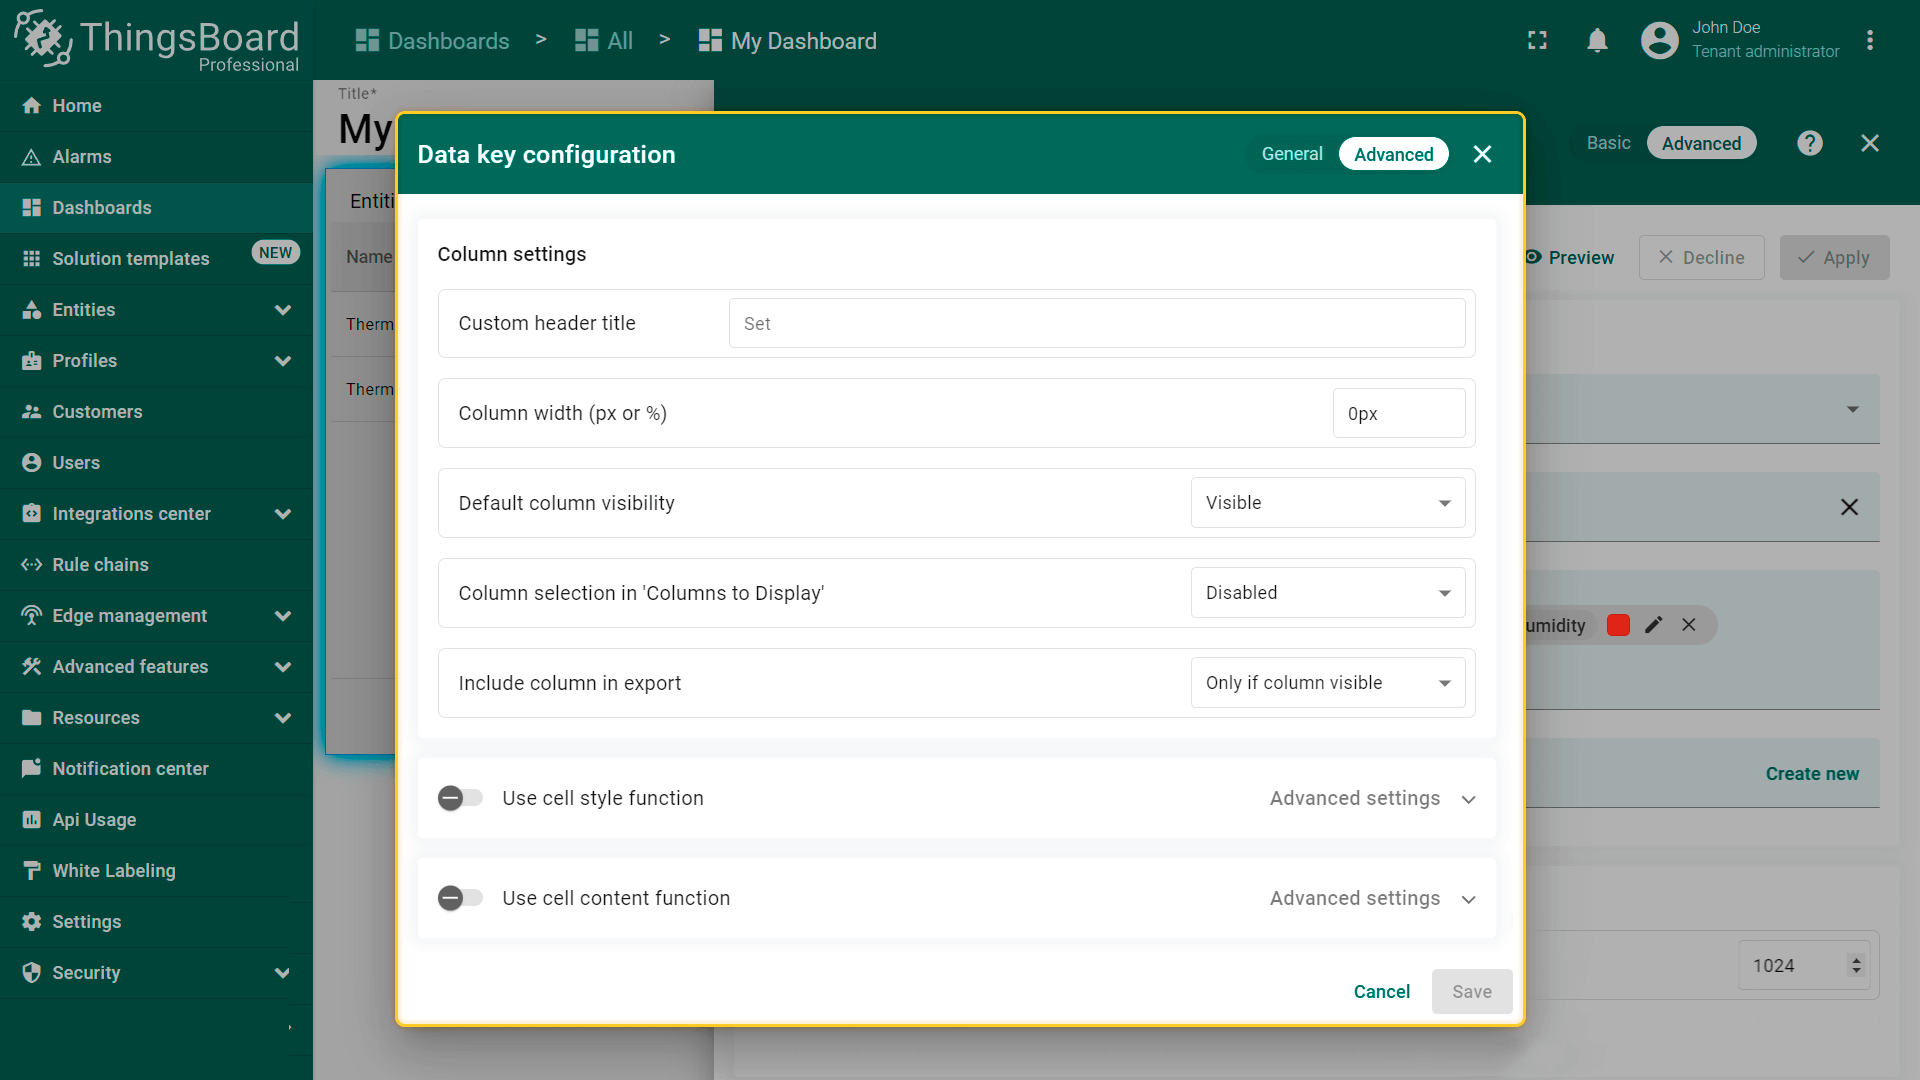 ThingsBoard
Professional
Dashboards > All > My Dashboard
John Doe
Tenant administrator
Home
Alarms
Dashboards
Solution templates NEW
Entities
Profiles
Customers
Users
Integrations center
Rule chains
Edge management
Advanced features
Resources
Notification center
Api Usage
White Labeling
Settings
Security
Title*
My
Name
Basic Advanced ?
Preview Decline Apply
Create new
1024
Data key configuration
General Advanced
Column settings
Custom header title Set
Column width (px or %) 0px
Default column visibility Visible
Column selection in 'Columns to Display' Disabled
Include column in export Only if column visible
Use cell style function Advanced settings
Use cell content function Advanced settings
Cancel Save